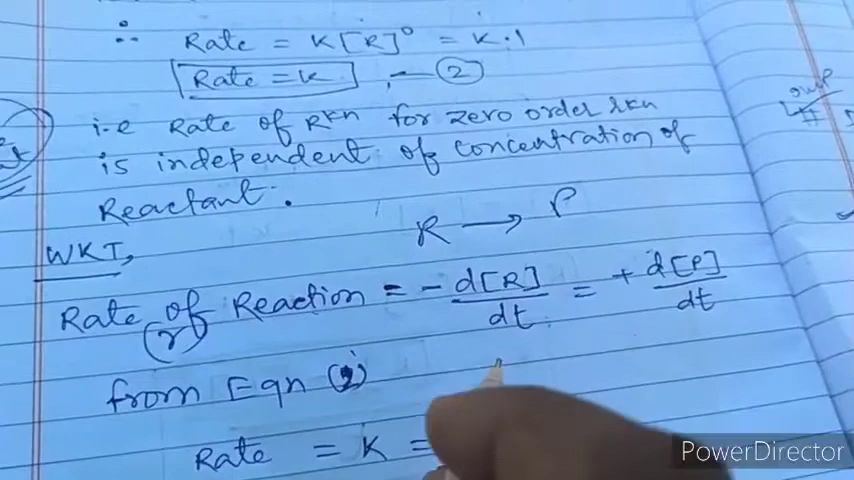 ∴ Rate = K[R]⁰ = K.1
Rate = K — (2)
i.e Rate of Rxn for zero order rxn
is independent of concentration of
Reactant.
R → P
WKT,
Rate of Reaction = - d[R]/dt = + d[P]/dt
(r)
from Eqn (2)
Rate = K =
PowerDirector